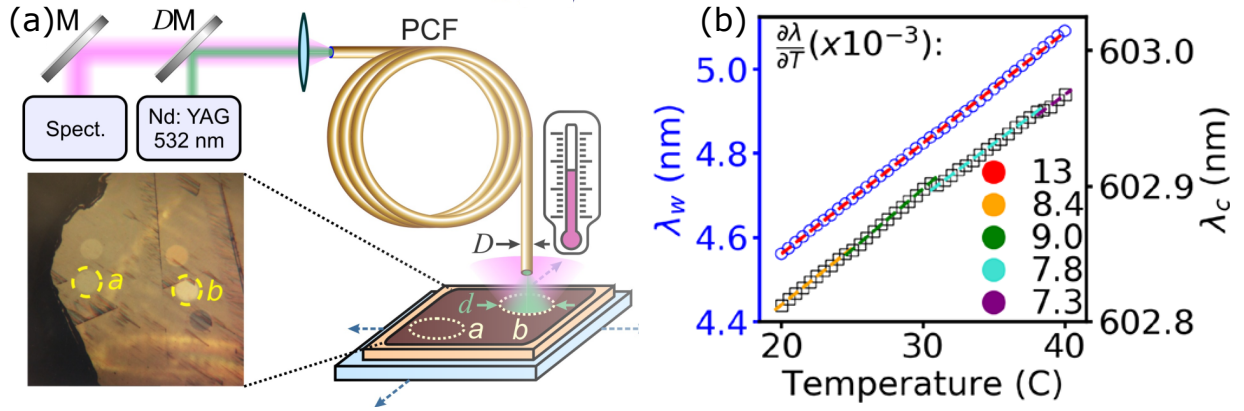 (a) M DM PCF
Spect.
Nd: YAG
532 nm
D
a
b
d
a b
(b)
∂λ/∂T (x10⁻³):
5.0
4.8
4.6
4.4
λw (nm)
603.0
602.9
602.8
λc (nm)
13
8.4
9.0
7.8
7.3
20 30 40
Temperature (C)